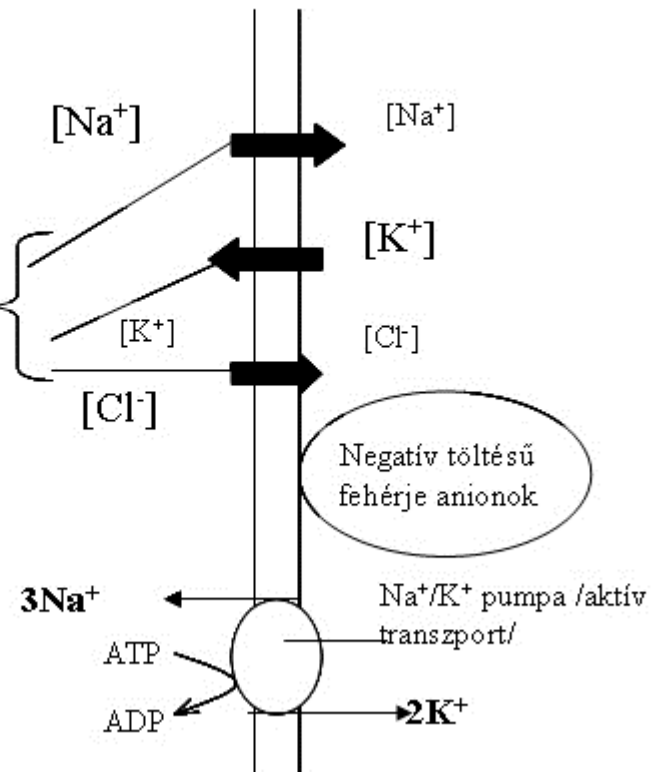 [Na⁺]
[Na⁺]
[K⁺]
[K⁺]
[Cl⁻]
[Cl⁻]
Negatív töltésű
fehérje anionok
3Na⁺
Na⁺/K⁺ pumpa /aktív
transzport/
ATP
ADP
2K⁺